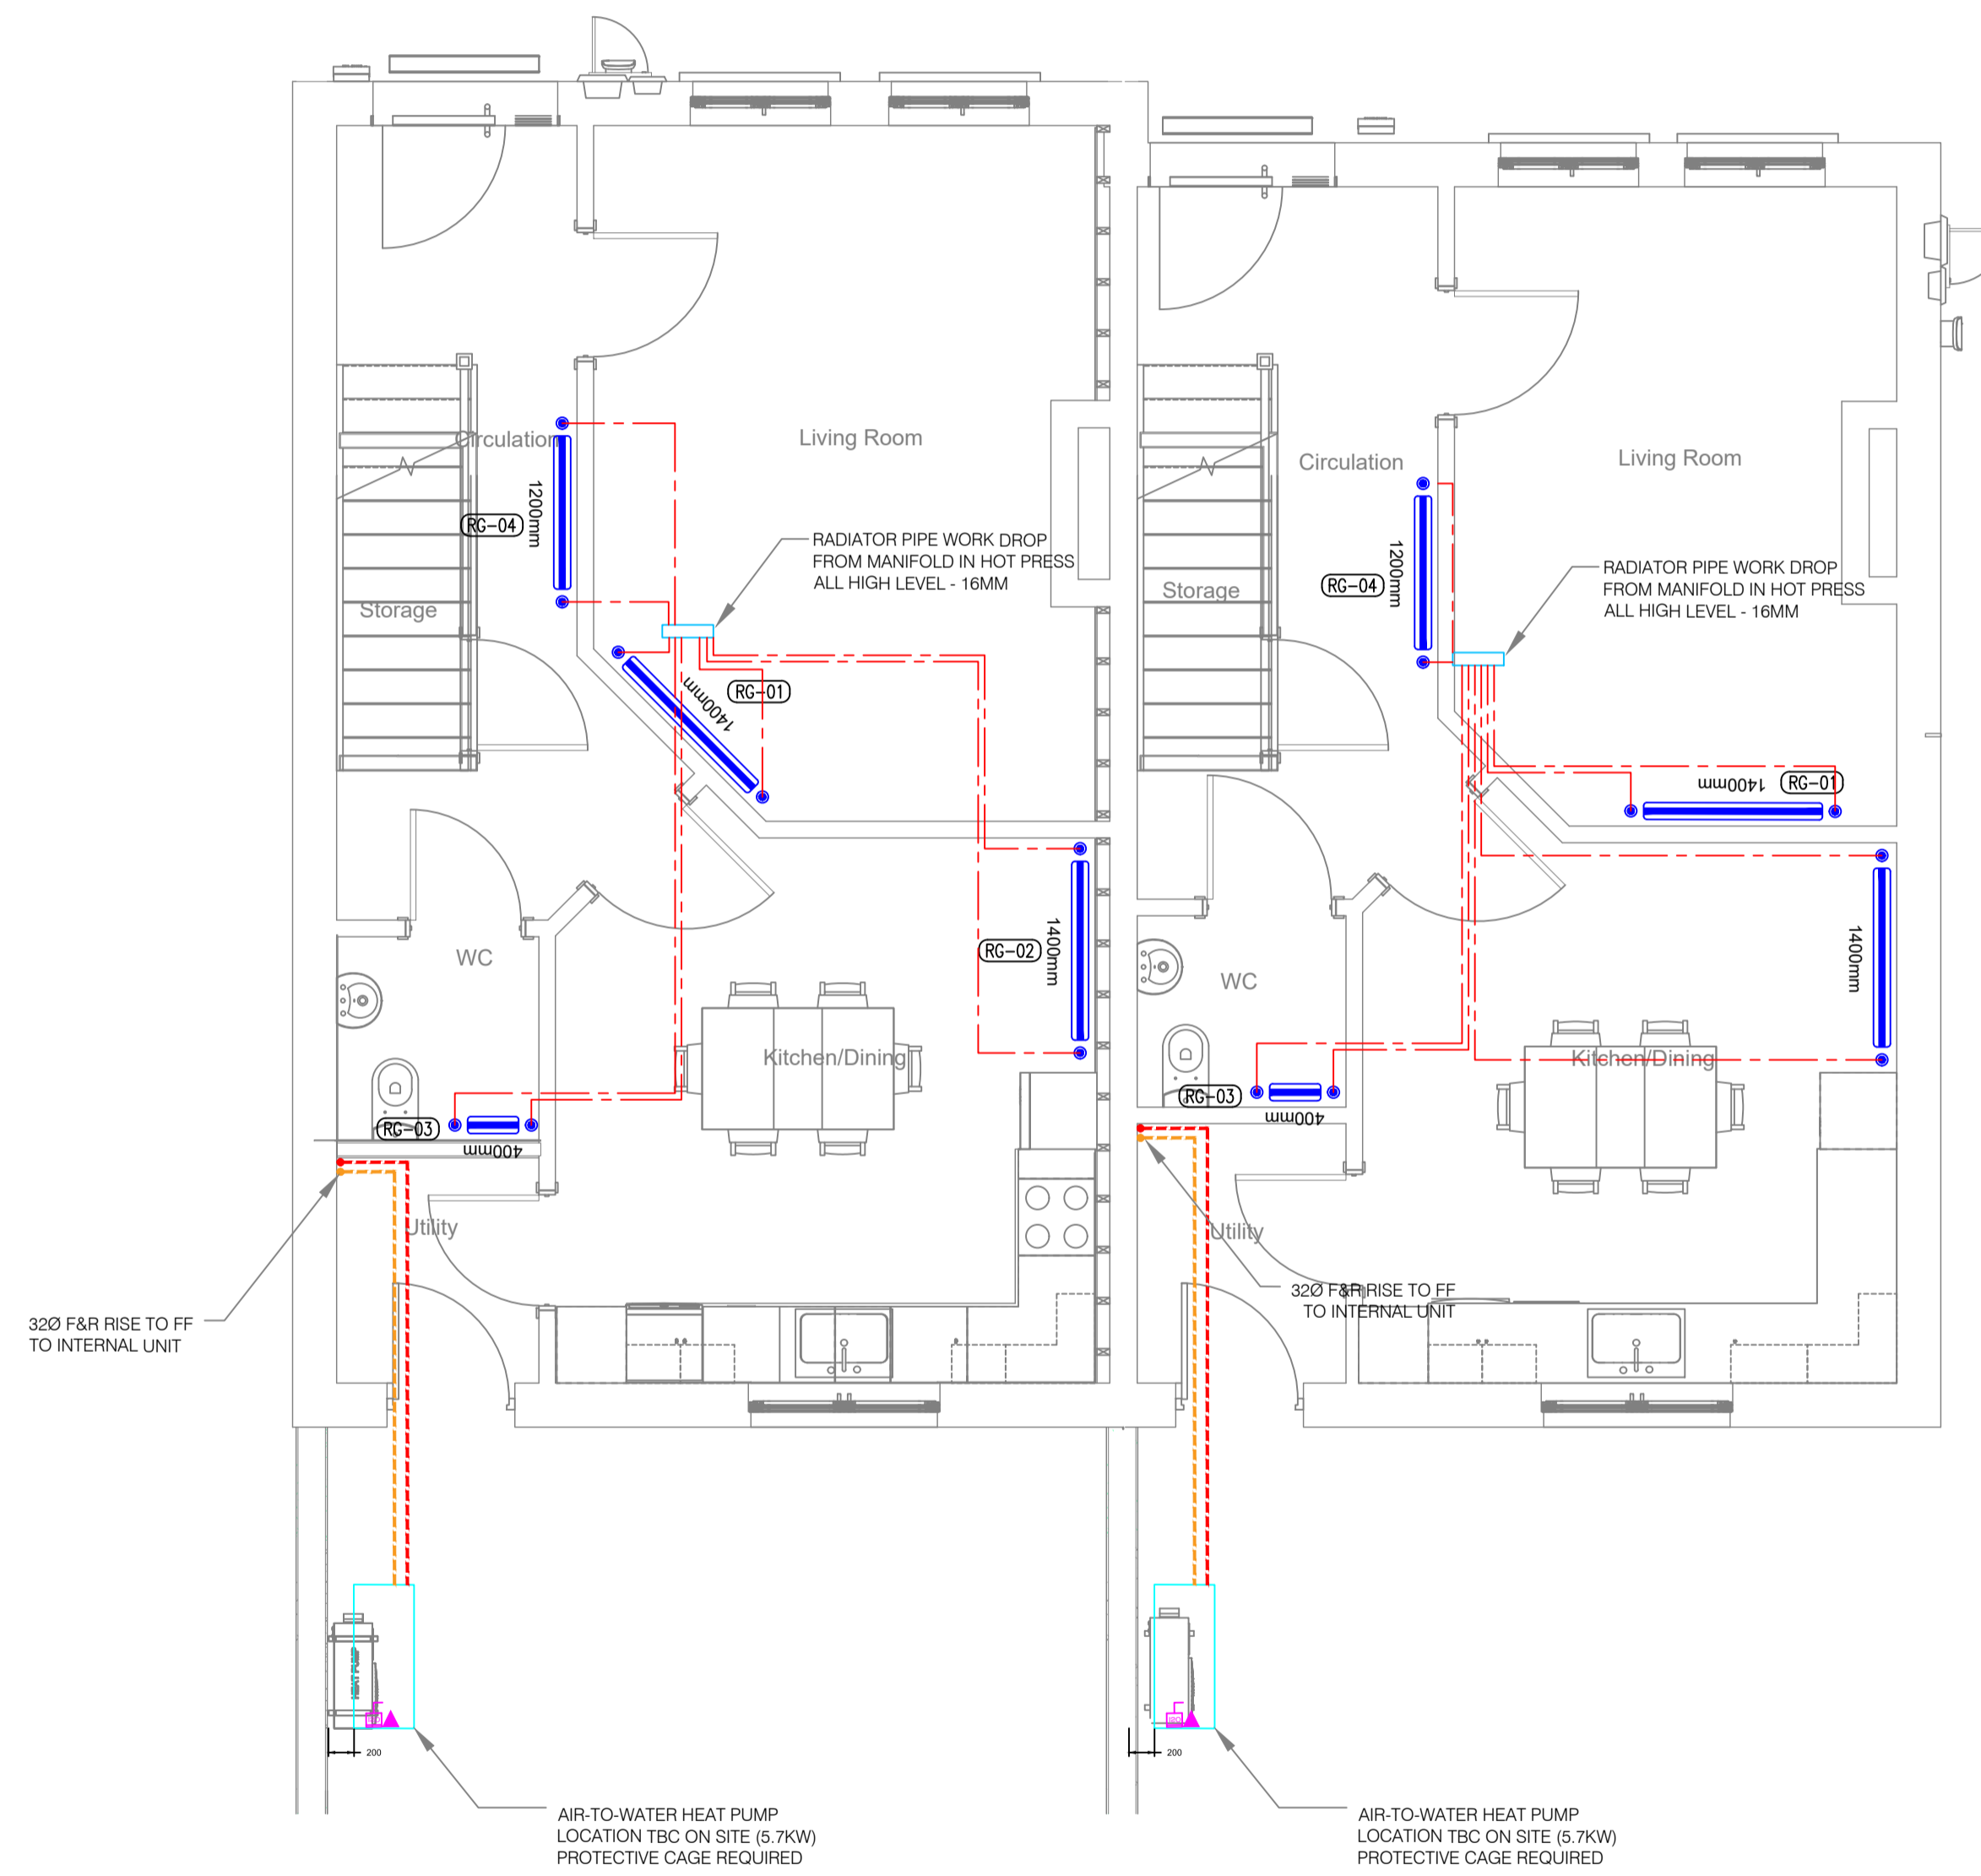 Circulation
Living Room
1200mm
RG-04
RADIATOR PIPE WORK DROP
FROM MANIFOLD IN HOT PRESS
ALL HIGH LEVEL - 16MM
Storage
RG-01
1400mm
WC
RG-02
1400mm
Kitchen/Dining
RG-03
400mm
Utility
32Ø F&R RISE TO FF
TO INTERNAL UNIT
HEAT PUMP
200
AIR-TO-WATER HEAT PUMP
LOCATION TBC ON SITE (5.7KW)
PROTECTIVE CAGE REQUIRED
Circulation
Living Room
1200mm
RG-04
RADIATOR PIPE WORK DROP
FROM MANIFOLD IN HOT PRESS
ALL HIGH LEVEL - 16MM
Storage
1400mm
RG-01
WC
1400mm
Kitchen/Dining
RG-03
400mm
Utility
32Ø F&R RISE TO FF
TO INTERNAL UNIT
200
AIR-TO-WATER HEAT PUMP
LOCATION TBC ON SITE (5.7KW)
PROTECTIVE CAGE REQUIRED